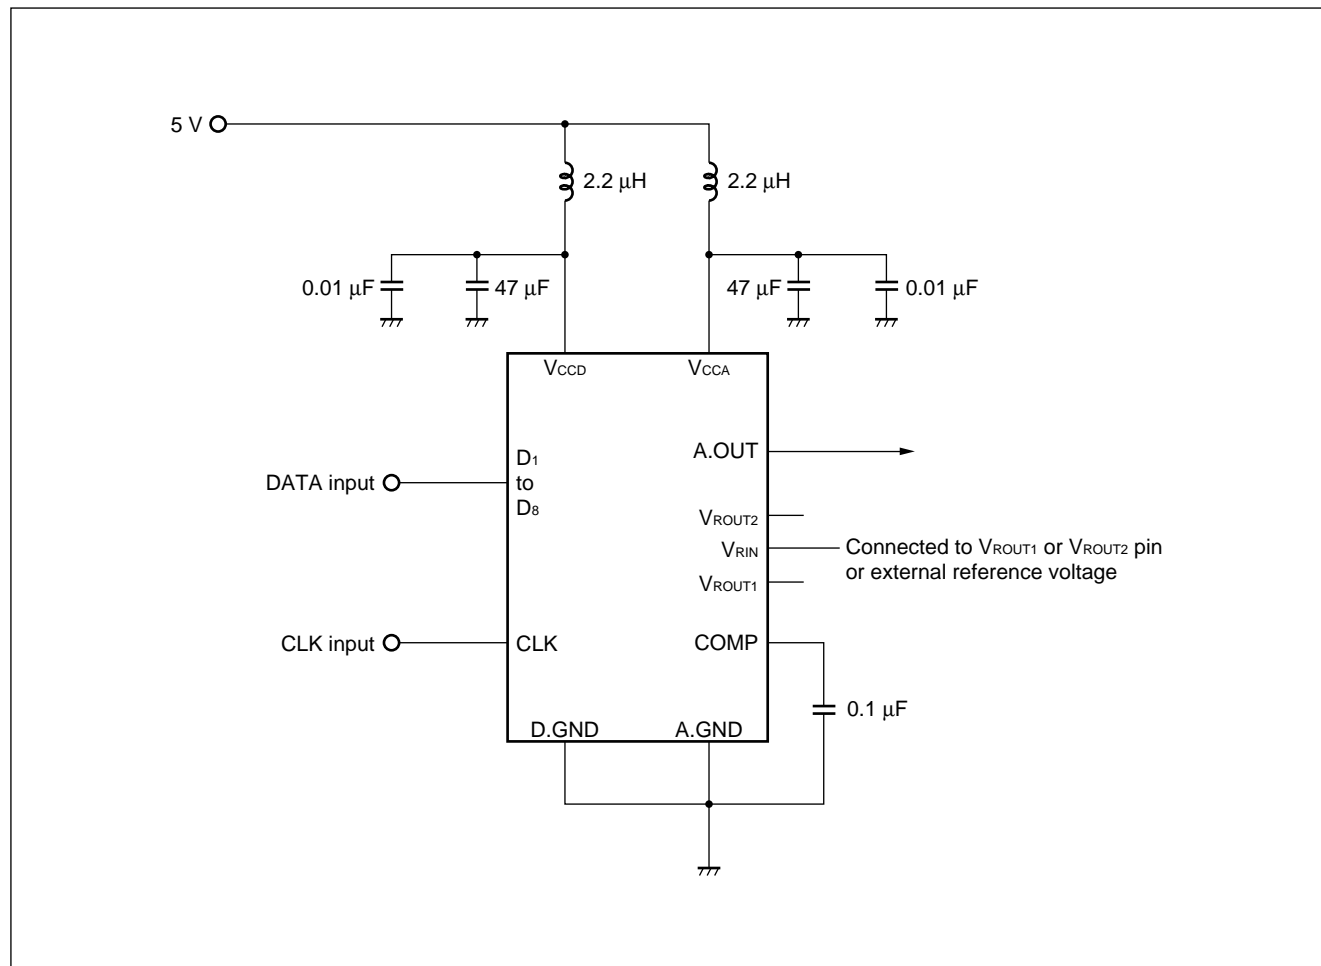 5 V
2.2 μH
2.2 μH
0.01 μF
47 μF
47 μF
0.01 μF
VCCD
VCCA
A.OUT
D1
to
D8
DATA input
VROUT2
VRIN
Connected to VROUT1 or VROUT2 pin
or external reference voltage
VROUT1
CLK input
CLK
COMP
0.1 μF
D.GND
A.GND